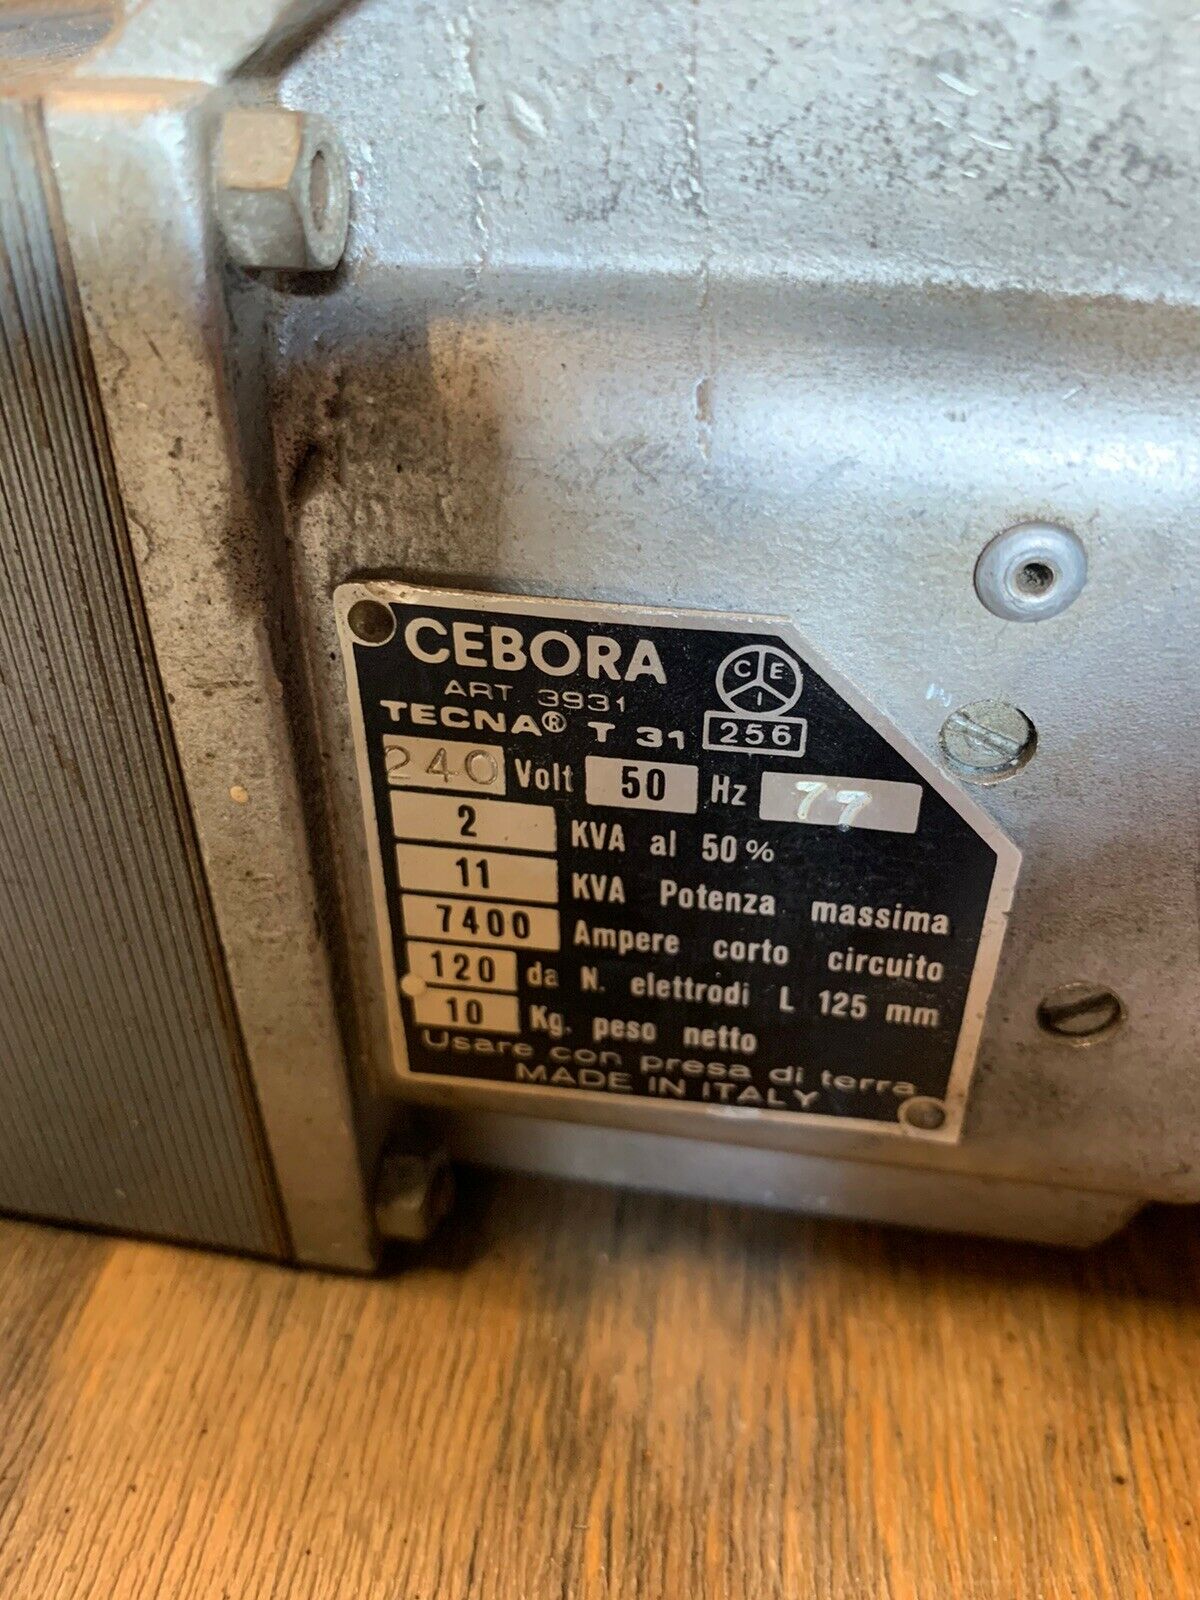 CEBORA
ART 3931
TECNA® T 31
C E I
256
240 Volt 50 Hz 77
2 KVA al 50%
11 KVA Potenza massima
7400 Ampere corto circuito
120 da N. elettrodi L 125 mm
10 Kg. peso netto
Usare con presa di terra
MADE IN ITALY